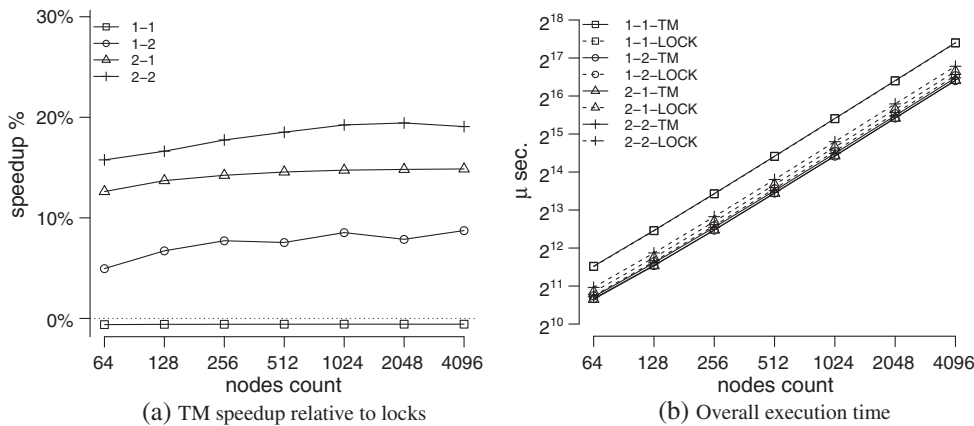 30%
20%
10%
0%
speedup %
1−1
1−2
2−1
2−2
64 128 256 512 1024 2048 4096
nodes count
(a) TM speedup relative to locks
2^18
2^17
2^16
2^15
2^14
2^13
2^12
2^11
2^10
μ sec.
1−1−TM
1−1−LOCK
1−2−TM
1−2−LOCK
2−1−TM
2−1−LOCK
2−2−TM
2−2−LOCK
64 128 256 512 1024 2048 4096
nodes count
(b) Overall execution time